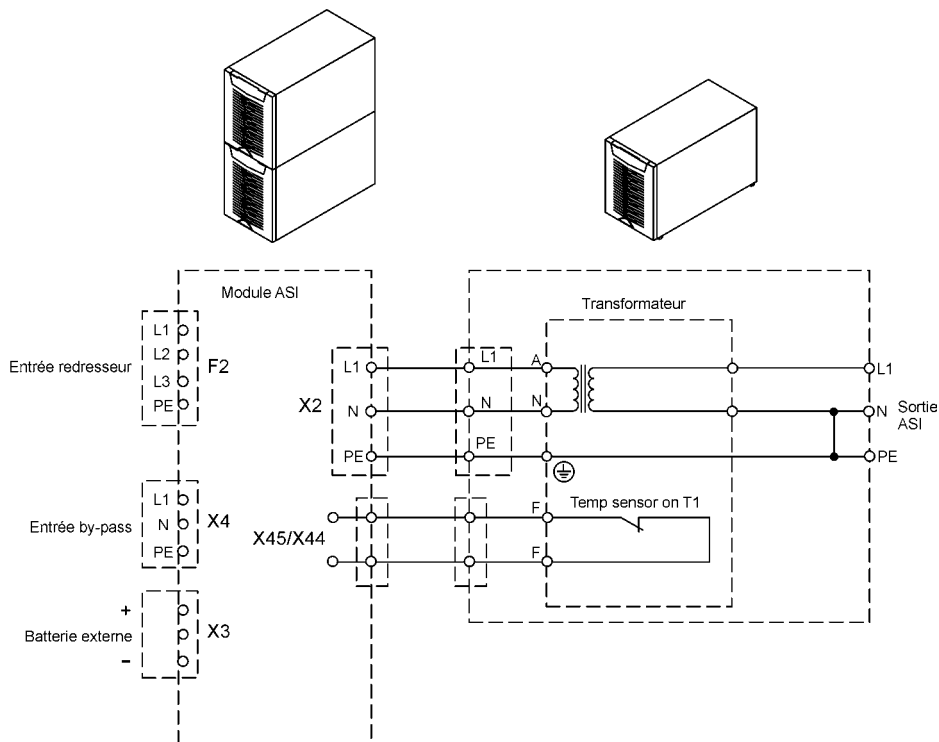 Module ASI
Transformateur
Entrée redresseur
L1
L2
L3
PE
F2
X2
L1
N
PE
L1
N
PE
A
N
L1
N
PE
Sortie
ASI
Entrée by-pass
L1
N
PE
X4
X45/X44
F
F
Temp sensor on T1
Batterie externe
+
-
X3